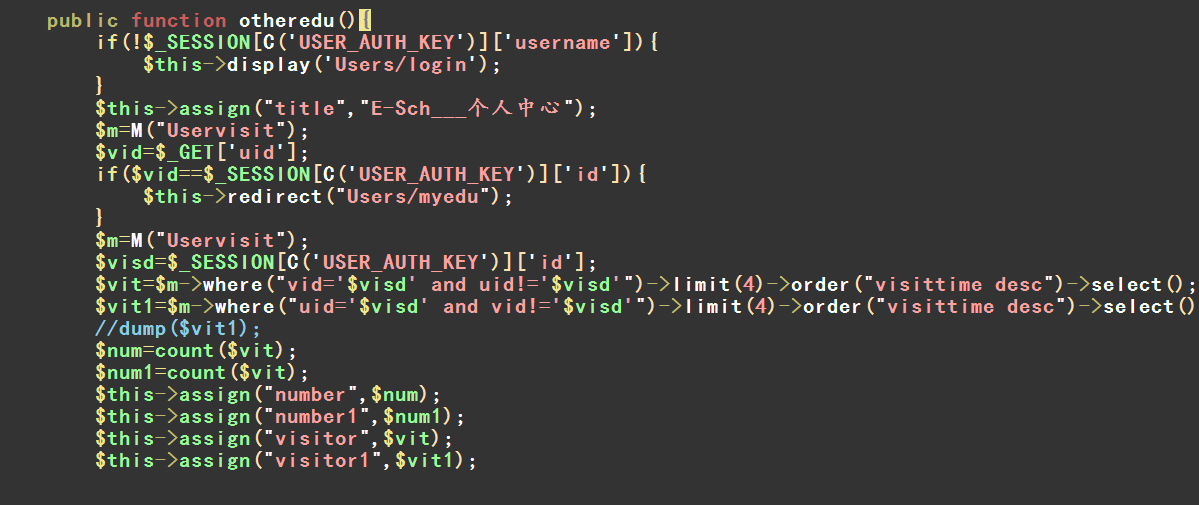 public function otheredu(){
if(!$_SESSION[C('USER_AUTH_KEY')]['username']){
$this->display('Users/login');
}
$this->assign("title","E-Sch___个人中心");
$m=M("Uservisit");
$vid=$_GET['uid'];
if($vid==$_SESSION[C('USER_AUTH_KEY')]['id']){
$this->redirect("Users/myedu");
}
$m=M("Uservisit");
$visd=$_SESSION[C('USER_AUTH_KEY')]['id'];
$vit=$m->where("vid='$visd' and uid!='$visd'")->limit(4)->order("visittime desc")->select();
$vit1=$m->where("uid='$visd' and vid!='$visd'")->limit(4)->order("visittime desc")->select()
//dump($vit1);
$num=count($vit);
$num1=count($vit);
$this->assign("number",$num);
$this->assign("number1",$num1);
$this->assign("visitor",$vit);
$this->assign("visitor1",$vit1);